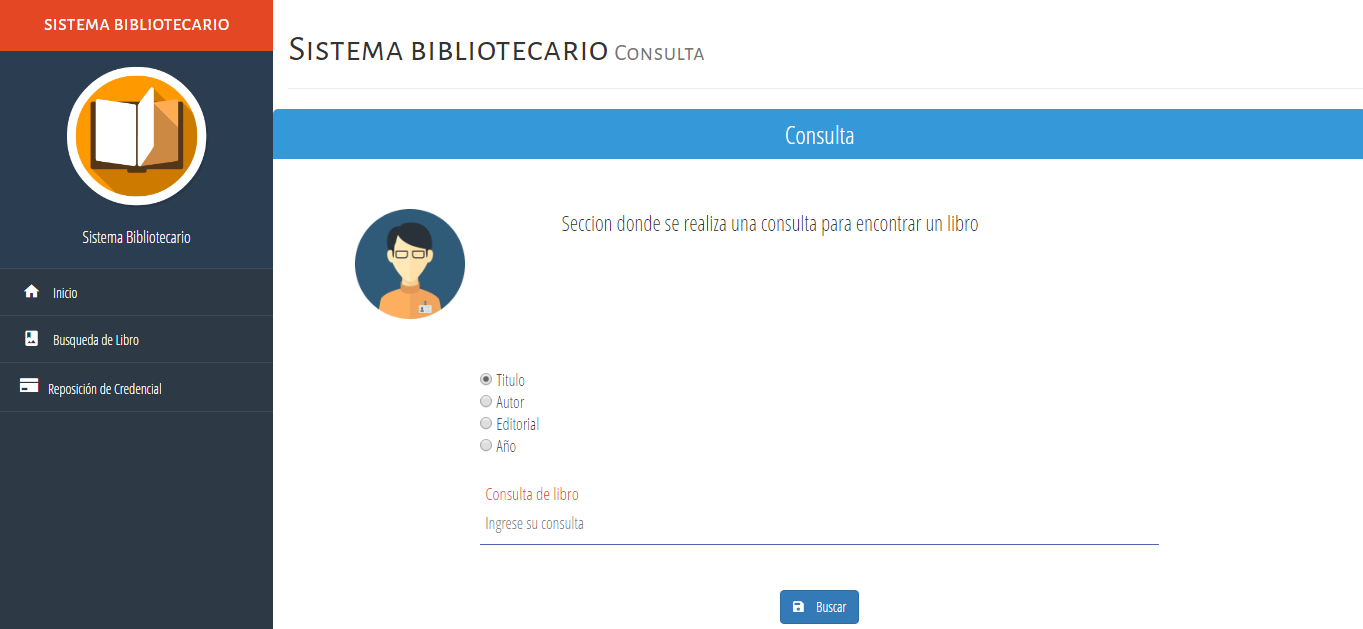 SISTEMA BIBLIOTECARIO
Sistema Bibliotecario
Inicio
Busqueda de Libro
Reposición de Credencial
Sistema bibliotecario Consulta
Consulta
Seccion donde se realiza una consulta para encontrar un libro
Titulo
Autor
Editorial
Año
Consulta de libro
Ingrese su consulta
Buscar